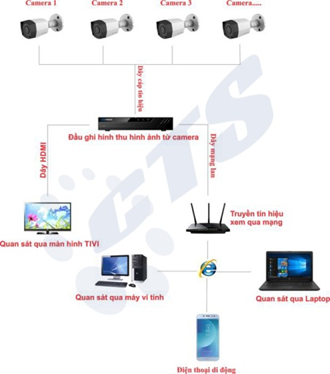 Camera 1
Camera 2
Camera 3
Camera.....
Dây cáp tín hiệu
Đầu ghi hình thu hình ảnh từ camera
Dây HDMI
Dây mạng lan
CTS
Truyền tín hiệu
xem qua mạng
Quan sát qua màn hình TIVI
Quan sát qua máy vi tính
Quan sát qua Laptop
Điện thoại di động